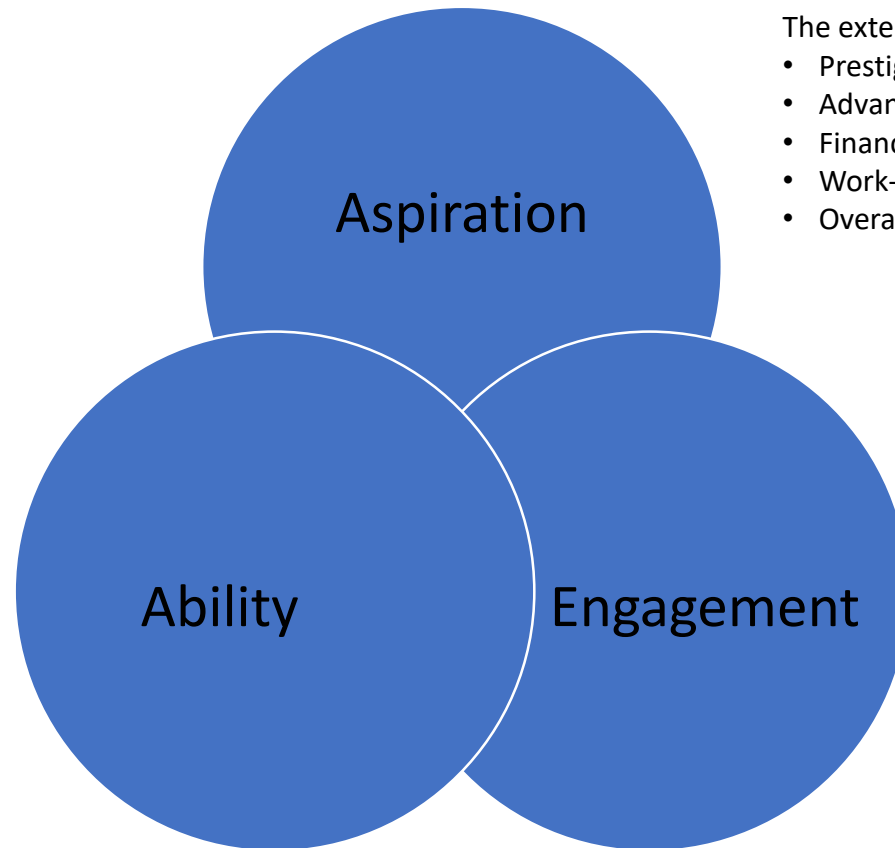 The exte
• Prestig
• Advan
• Financ
• Work-
• Overa
Aspiration
Ability
Engagement